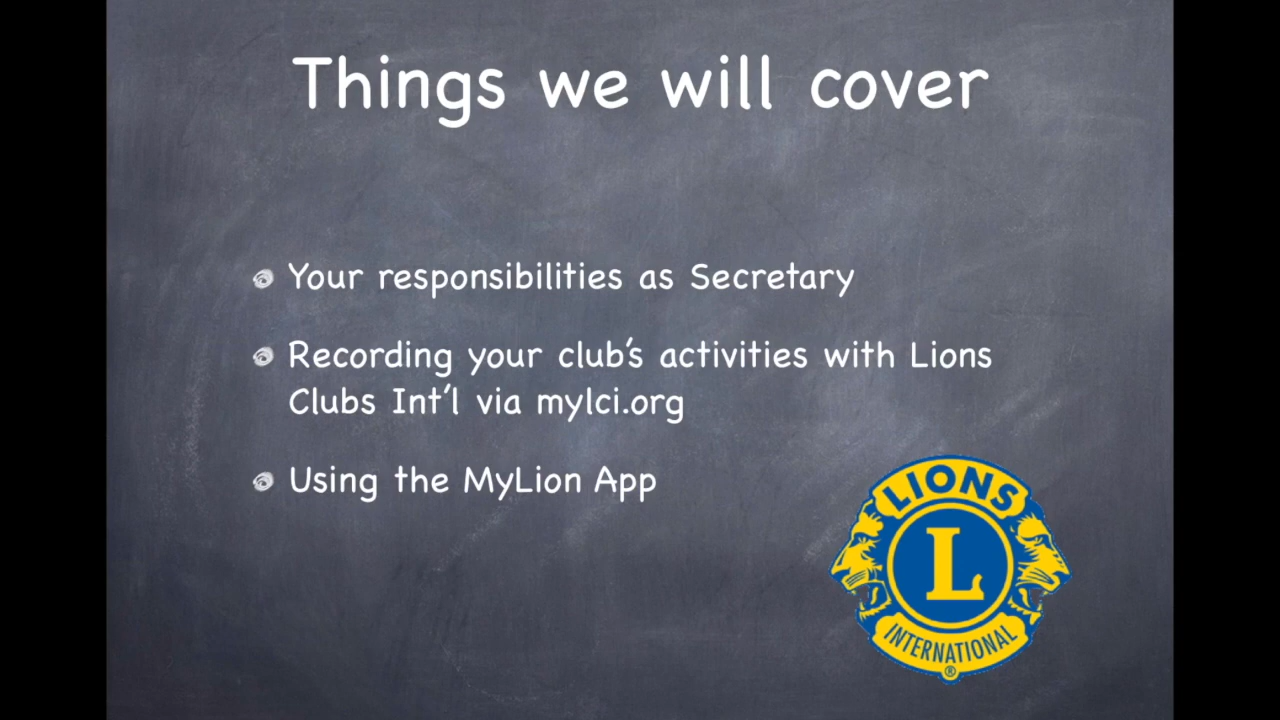 Things we will cover
Your responsibilities as Secretary
Recording your club's activities with Lions
Clubs Int'l via mylci.org
Using the MyLion App
LIONS
L
INTERNATIONAL
®